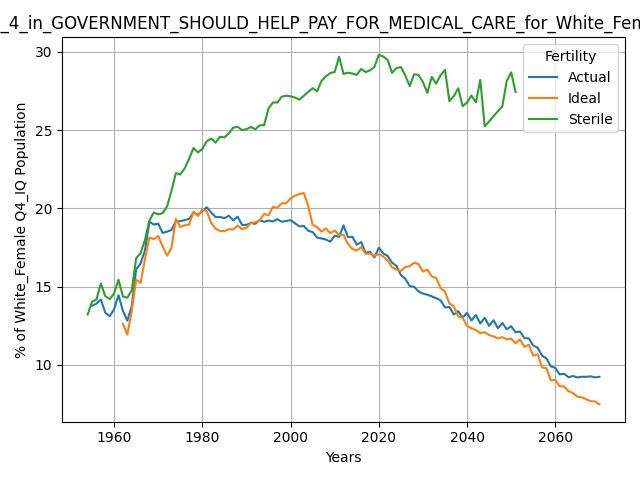 _4_in_GOVERNMENT_SHOULD_HELP_PAY_FOR_MEDICAL_CARE_for_White_Fem
Fertility
Actual
Ideal
Sterile
% of White_Female Q4_IQ Population
30
25
20
15
10
1960
1980
2000
2020
2040
2060
Years